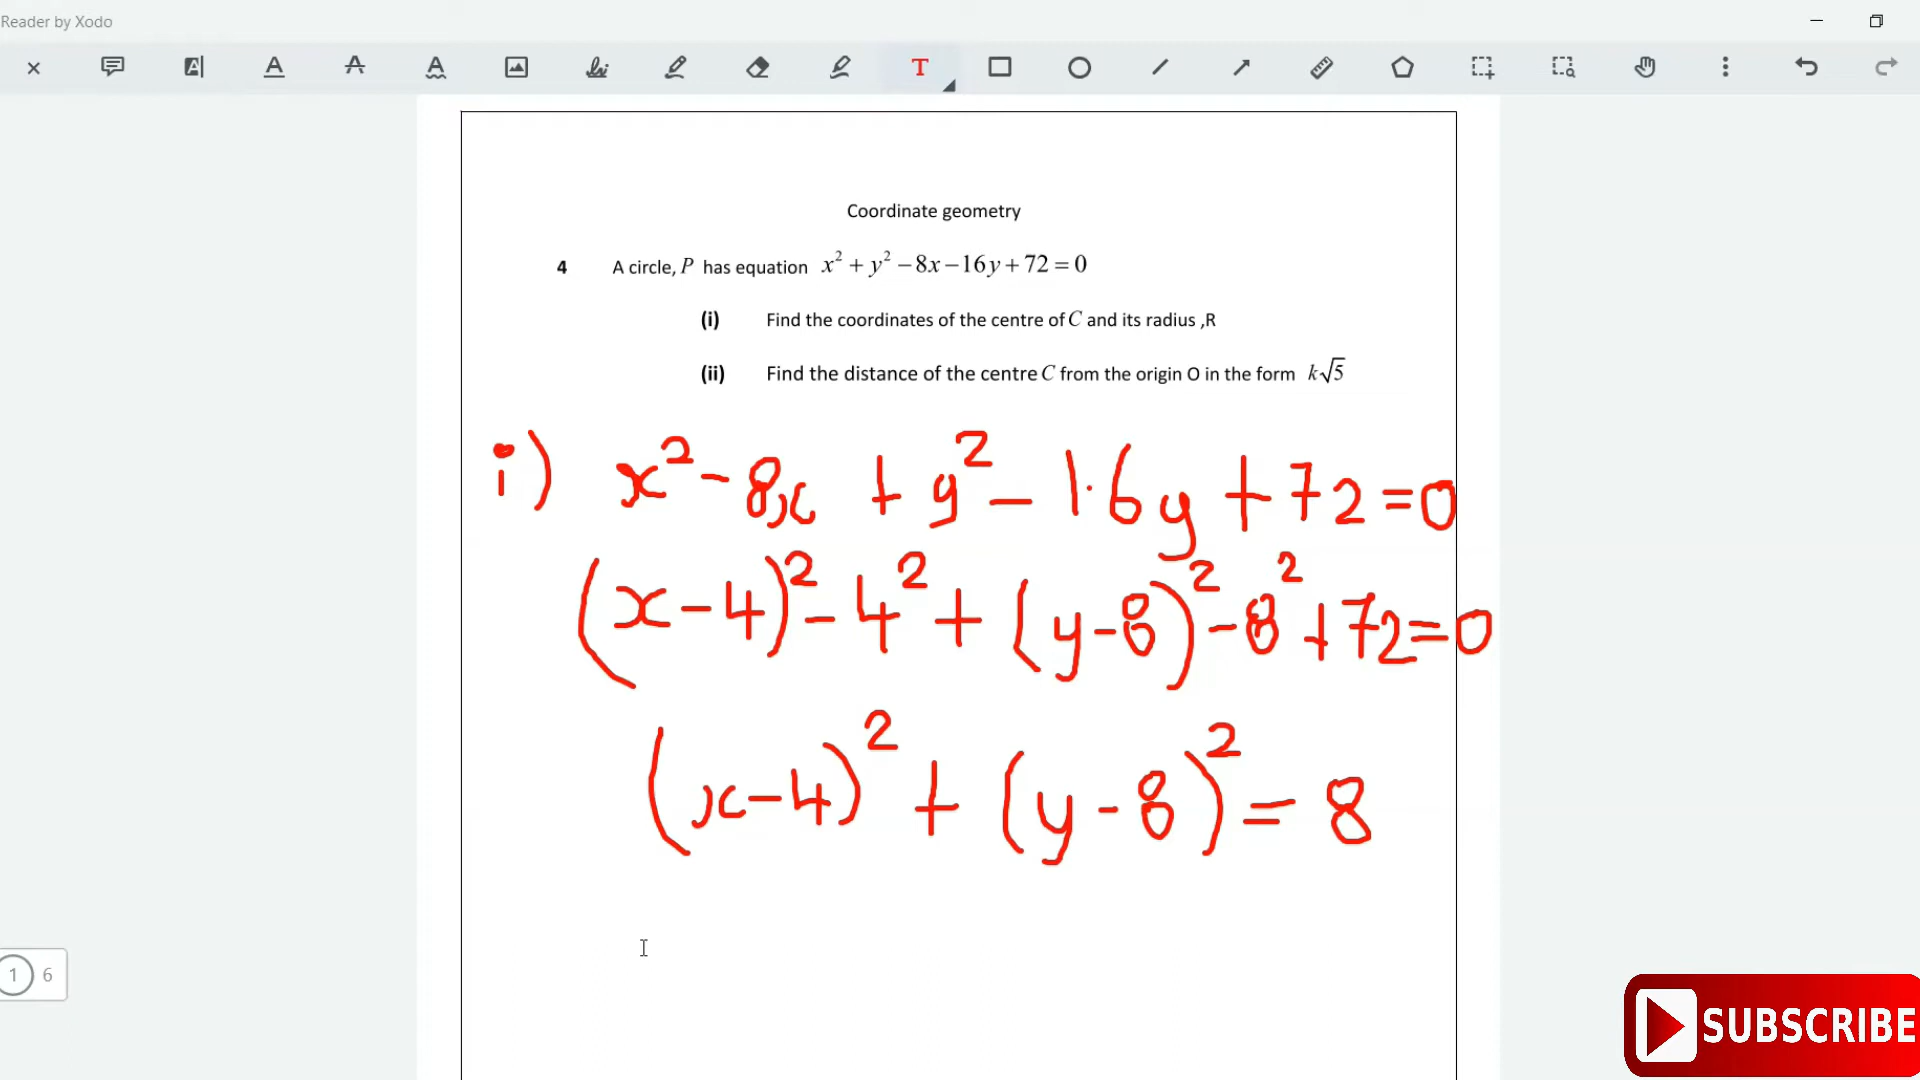 Reader by Xodo
Coordinate geometry
4 A circle, P has equation x² + y² − 8x − 16y + 72 = 0
(i) Find the coordinates of the centre of C and its radius ,R
(ii) Find the distance of the centre C from the origin O in the form k√5
i) x² - 8x + y² - 1.6y + 72 = 0
(x - 4)² - 4² + (y - 8)² - 8² + 72 = 0
(x - 4)² + (y - 8)² = 8
1 6
SUBSCRIBE